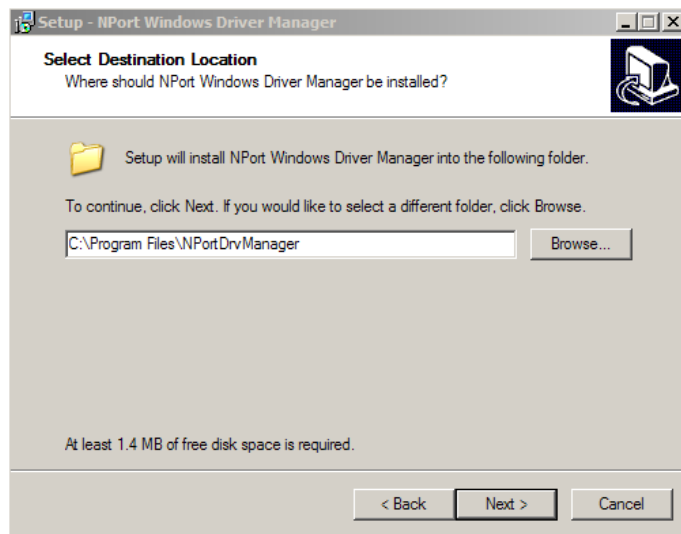 Setup - NPort Windows Driver Manager
Select Destination Location
Where should NPort Windows Driver Manager be installed?
Setup will install NPort Windows Driver Manager into the following folder.
To continue, click Next. If you would like to select a different folder, click Browse.
C:\Program Files\NPortDrvManager
Browse...
At least 1.4 MB of free disk space is required.
< Back
Next >
Cancel